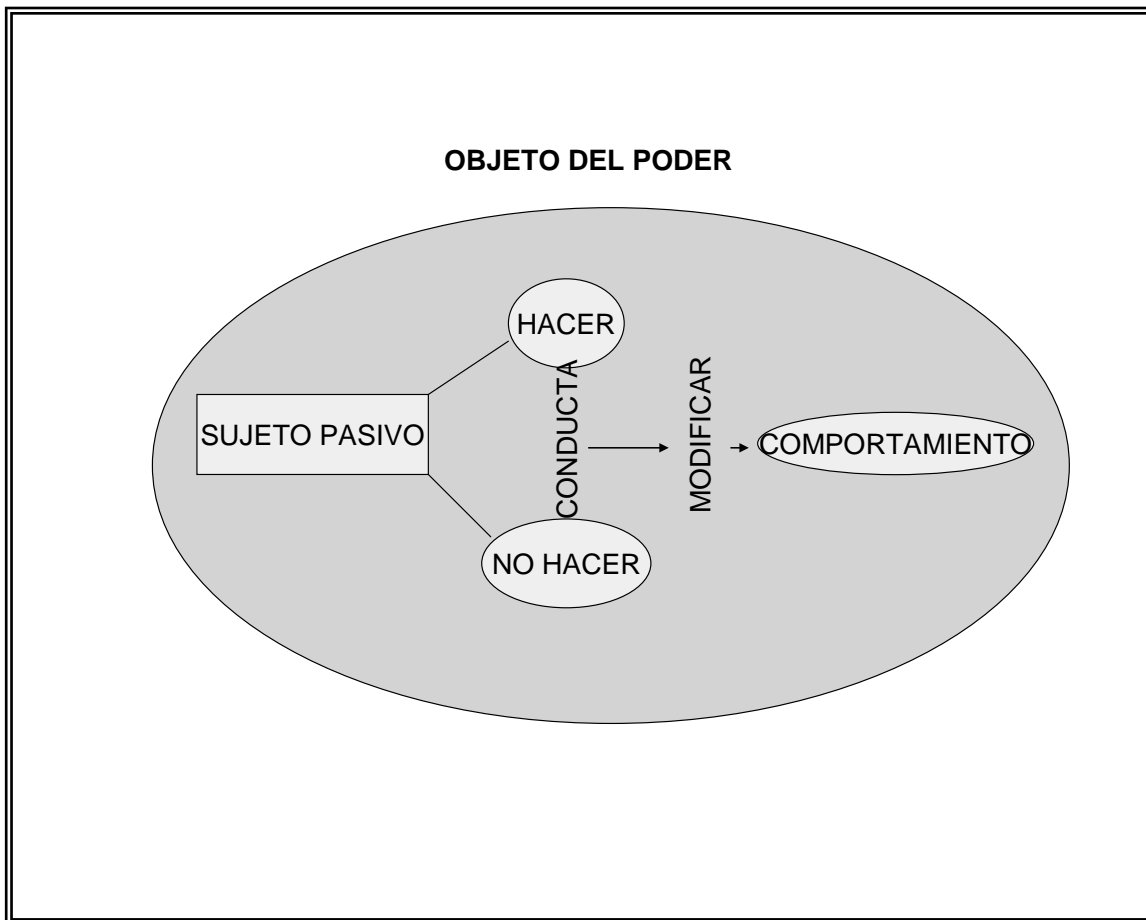 OBJETO DEL PODER
HACER
SUJETO PASIVO
CONDUCTA
MODIFICAR
COMPORTAMIENTO
NO HACER